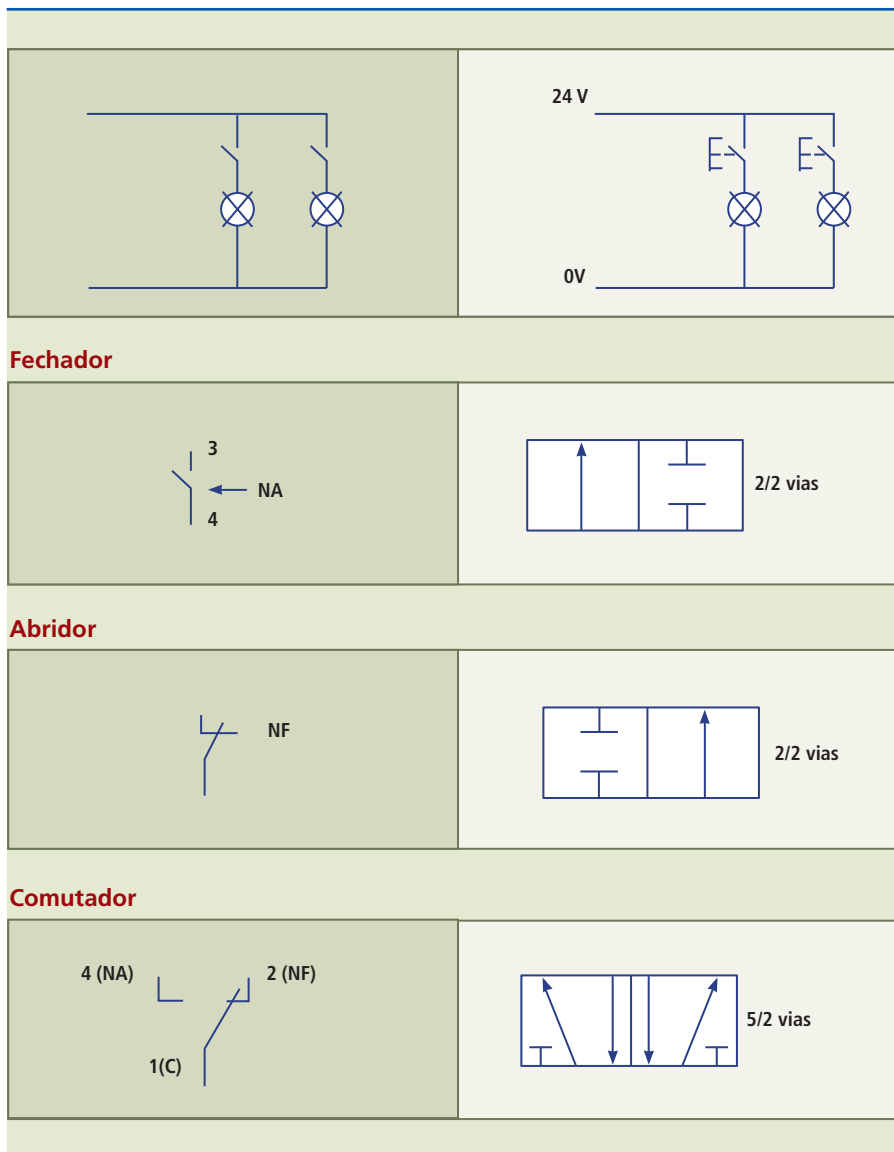 24 V
0V
Fechador
3
NA
4
2/2 vias
Abridor
NF
2/2 vias
Comutador
4 (NA)
2 (NF)
1(C)
5/2 vias